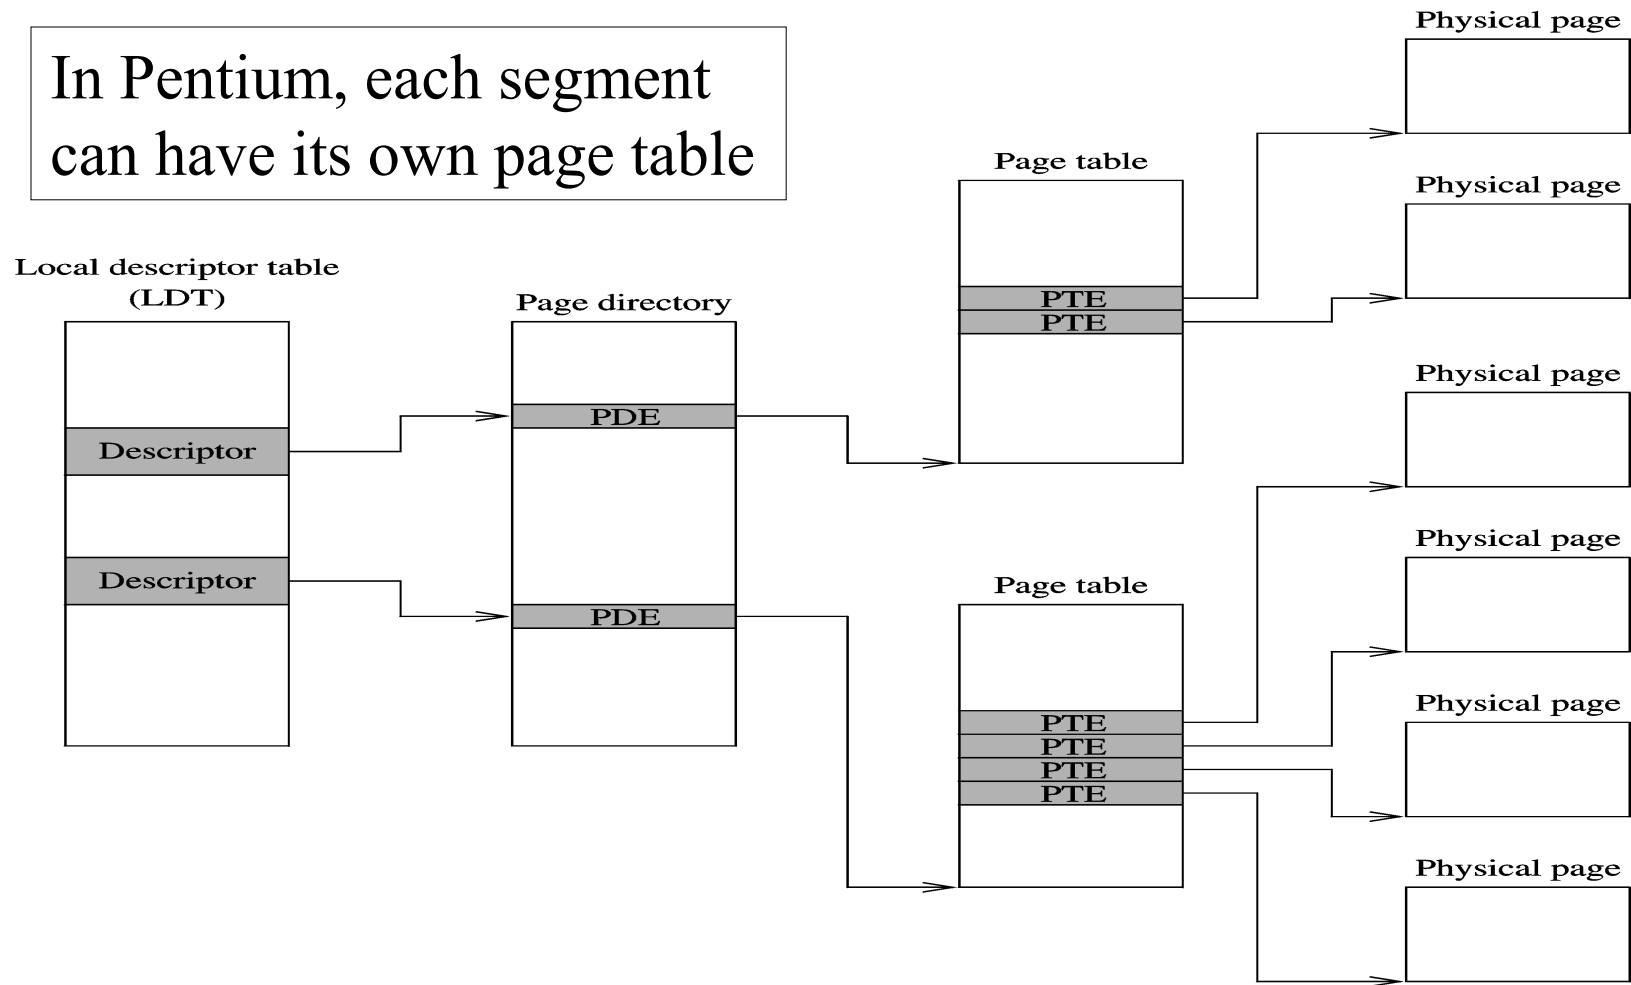 In Pentium, each segment
can have its own page table
Local descriptor table
(LDT)
Descriptor
Descriptor
Page directory
PDE
PDE
Page table
PTE
PTE
Page table
PTE
PTE
PTE
PTE
Physical page
Physical page
Physical page
Physical page
Physical page
Physical page